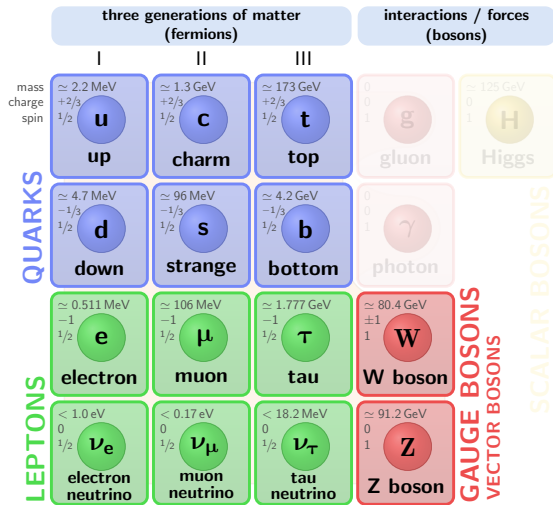 three generations of matter
(fermions)
interactions / forces
(bosons)
I
II
III
mass
charge
spin
≃ 2.2 MeV
+2/3
1/2
u
up
≃ 1.3 GeV
+2/3
1/2
c
charm
≃ 173 GeV
+2/3
1/2
t
top
0
0
1
g
gluon
≃ 125 GeV
0
0
1
H
Higgs
QUARKS
≃ 4.7 MeV
−1/3
1/2
d
down
≃ 96 MeV
−1/3
1/2
s
strange
≃ 4.2 GeV
−1/3
1/2
b
bottom
0
0
1
γ
photon
LEPTONS
≃ 0.511 MeV
−1
1/2
e
electron
≃ 106 MeV
−1
1/2
μ
muon
≃ 1.777 GeV
−1
1/2
τ
tau
≃ 80.4 GeV
±1
1
W
W boson
< 1.0 eV
0
1/2
νe
electron
neutrino
< 0.17 eV
0
1/2
νμ
muon
neutrino
< 18.2 MeV
0
1/2
ντ
tau
neutrino
≃ 91.2 GeV
0
1
Z
Z boson
GAUGE BOSONS
VECTOR BOSONS
SCALAR BOSONS